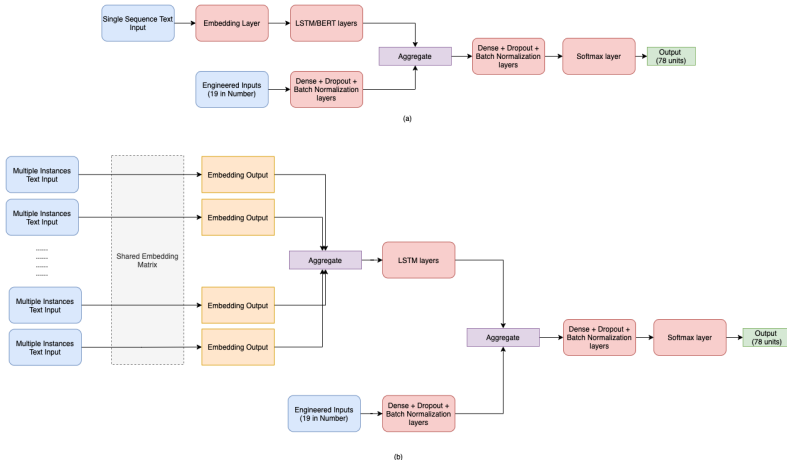 Single Sequence Text
Input
Embedding Layer
LSTM/BERT layers
Aggregate
Dense + Dropout +
Batch Normalization
layers
Softmax layer
Output
(78 units)
Engineered Inputs
(19 in Number)
Dense + Dropout +
Batch Normalization
layers
(a)
Multiple Instances
Text Input
Embedding Output
Multiple Instances
Text Input
Embedding Output
......
......
......
......
Shared Embedding
Matrix
Aggregate
LSTM layers
Multiple Instances
Text Input
Embedding Output
Multiple Instances
Text Input
Embedding Output
Aggregate
Dense + Dropout +
Batch Normalization
layers
Softmax layer
Output
(78 units)
Engineered Inputs
(19 in Number)
Dense + Dropout +
Batch Normalization
layers
(b)